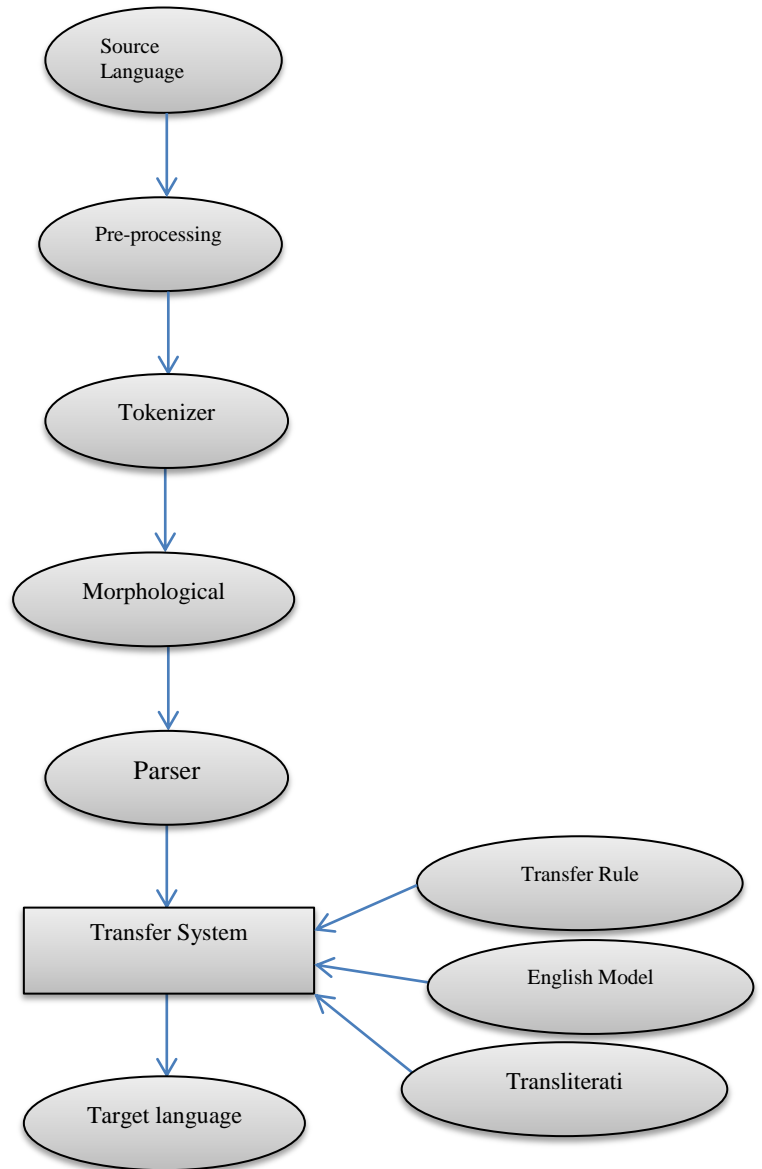 Source
Language
Pre-processing
Tokenizer
Morphological
Parser
Transfer Rule
Transfer System
English Model
Transliterati
Target language